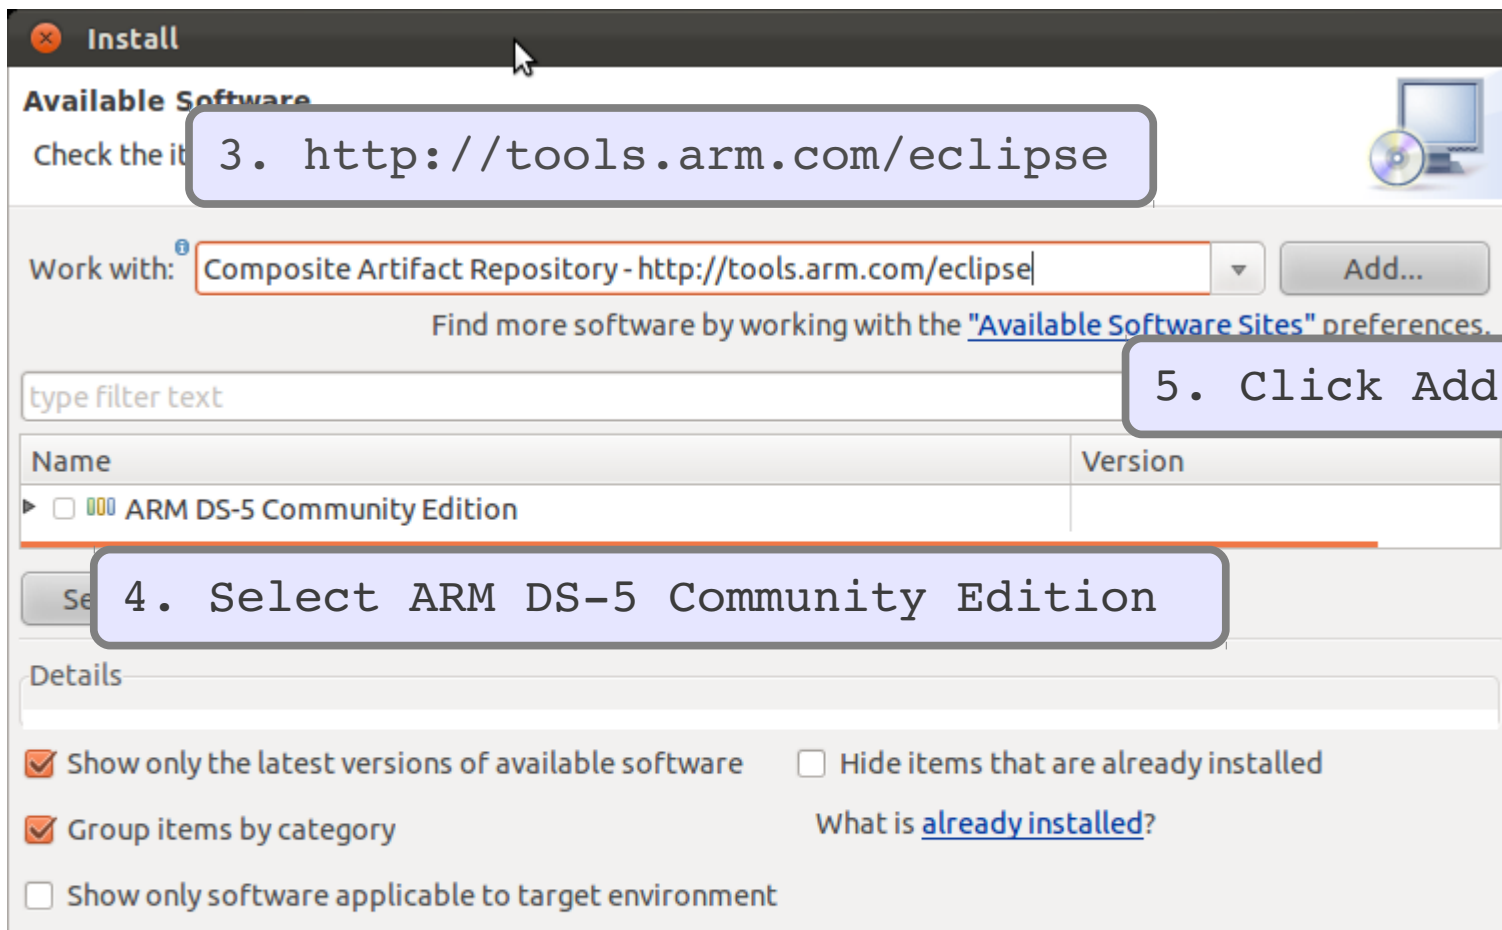 Install
Available Software
Check the it
3. http://tools.arm.com/eclipse
Work with: Composite Artifact Repository - http://tools.arm.com/eclipse Add...
Find more software by working with the "Available Software Sites" preferences.
5. Click Add
type filter text
Name Version
ARM DS-5 Community Edition
Se
4. Select ARM DS-5 Community Edition
Details
Show only the latest versions of available software Hide items that are already installed
Group items by category What is already installed?
Show only software applicable to target environment